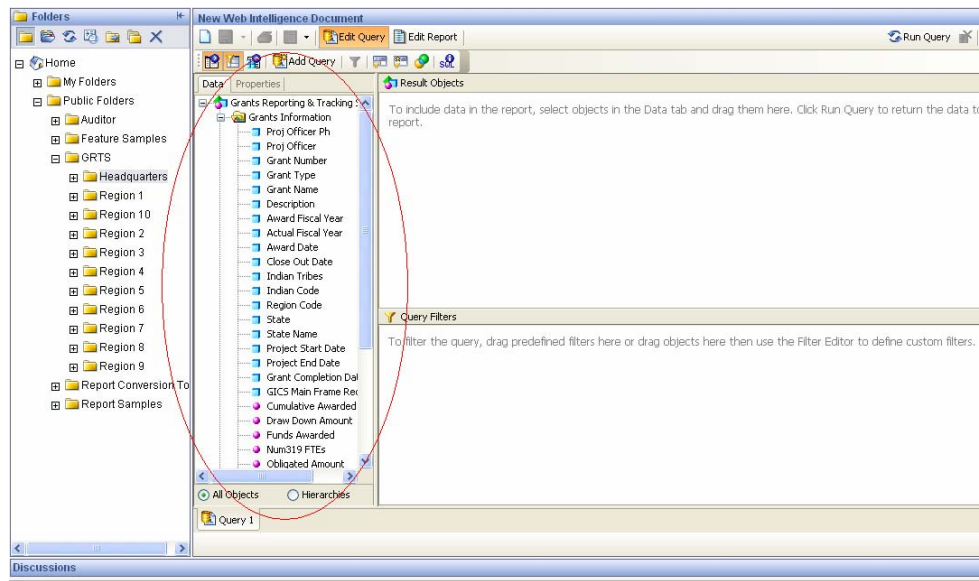 Folders
New Web Intelligence Document
Edit Query
Edit Report
Run Query
Add Query
Home
My Folders
Public Folders
Auditor
Feature Samples
GRTS
Headquarters
Region 1
Region 10
Region 2
Region 3
Region 4
Region 5
Region 6
Region 7
Region 8
Region 9
Report Conversion To
Report Samples
Data
Properties
Grants Reporting & Tracking S
Grants Information
Proj Officer Ph
Proj Officer
Grant Number
Grant Type
Grant Name
Description
Award Fiscal Year
Actual Fiscal Year
Award Date
Close Out Date
Indian Tribes
Indian Code
Region Code
State
State Name
Project Start Date
Project End Date
Grant Completion Dat
GICS Main Frame Rec
Cumulative Awarded
Draw Down Amount
Funds Awarded
Num319 FTEs
Obligated Amount
All Objects
Hierarchies
Query 1
Result Objects
To include data in the report, select objects in the Data tab and drag them here. Click Run Query to return the data to
report.
Query Filters
To filter the query, drag predefined filters here or drag objects here then use the Filter Editor to define custom filters.
Discussions